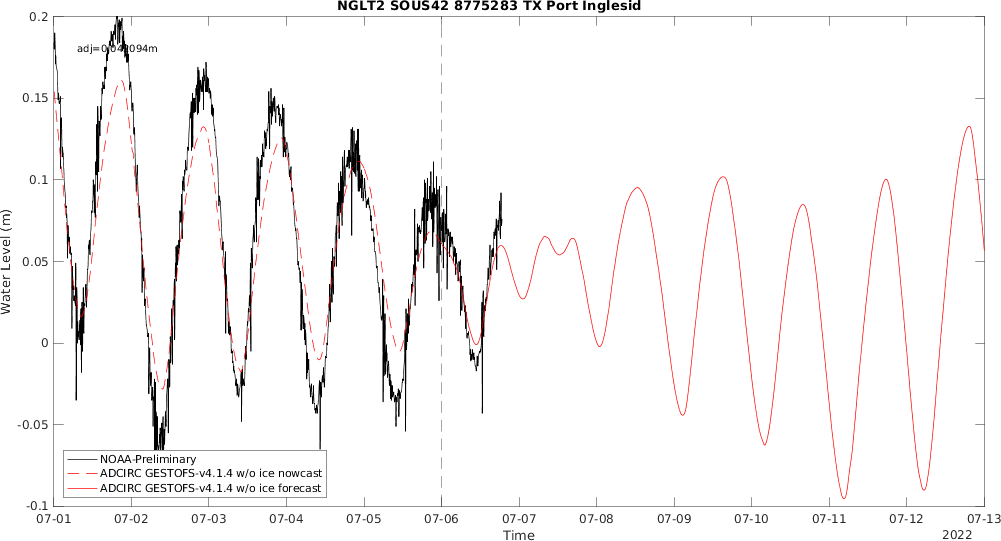 NGLT2 SOUS42 8775283 TX Port Inglesid
0.2
adj=0.042094m
0.15
0.1
0.05
0
-0.05
-0.1
Water Level (m)
NOAA-Preliminary
ADCIRC GESTOFS-v4.1.4 w/o ice nowcast
ADCIRC GESTOFS-v4.1.4 w/o ice forecast
07-01 07-02 07-03 07-04 07-05 07-06 07-07 07-08 07-09 07-10 07-11 07-12 07-13
Time
2022